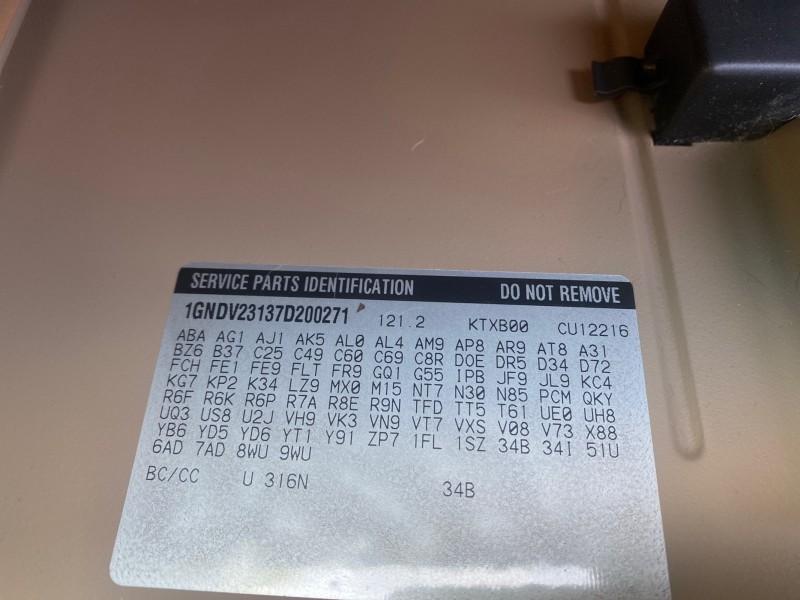 SERVICE PARTS IDENTIFICATION DO NOT REMOVE
1GNDV23137D200271 121.2 KTXB00 CU12216
ABA AG1 AJ1 AK5 AL0 AL4 AM9 AP8 AR9 AT8 A31
BZ6 B37 C25 C49 C60 C69 C8R D0E DR5 D34 D72
FCH FE1 FE9 FLT FR9 GQ1 G55 IPB JF9 JL9 KC4
KG7 KP2 K34 LZ9 MX0 M15 NT7 N30 N85 PCM QKY
R6F R6K R6P R7A R8E R9N TFD TT5 T61 UE0 UH8
UQ3 US8 U2J VH9 VK3 VN9 VT7 VXS V08 V73 X88
YB6 YD5 YD6 YT1 Y91 ZP7 1FL 1SZ 34B 34I 51U
6AD 7AD 8WU 9WU
BC/CC U 316N 34B